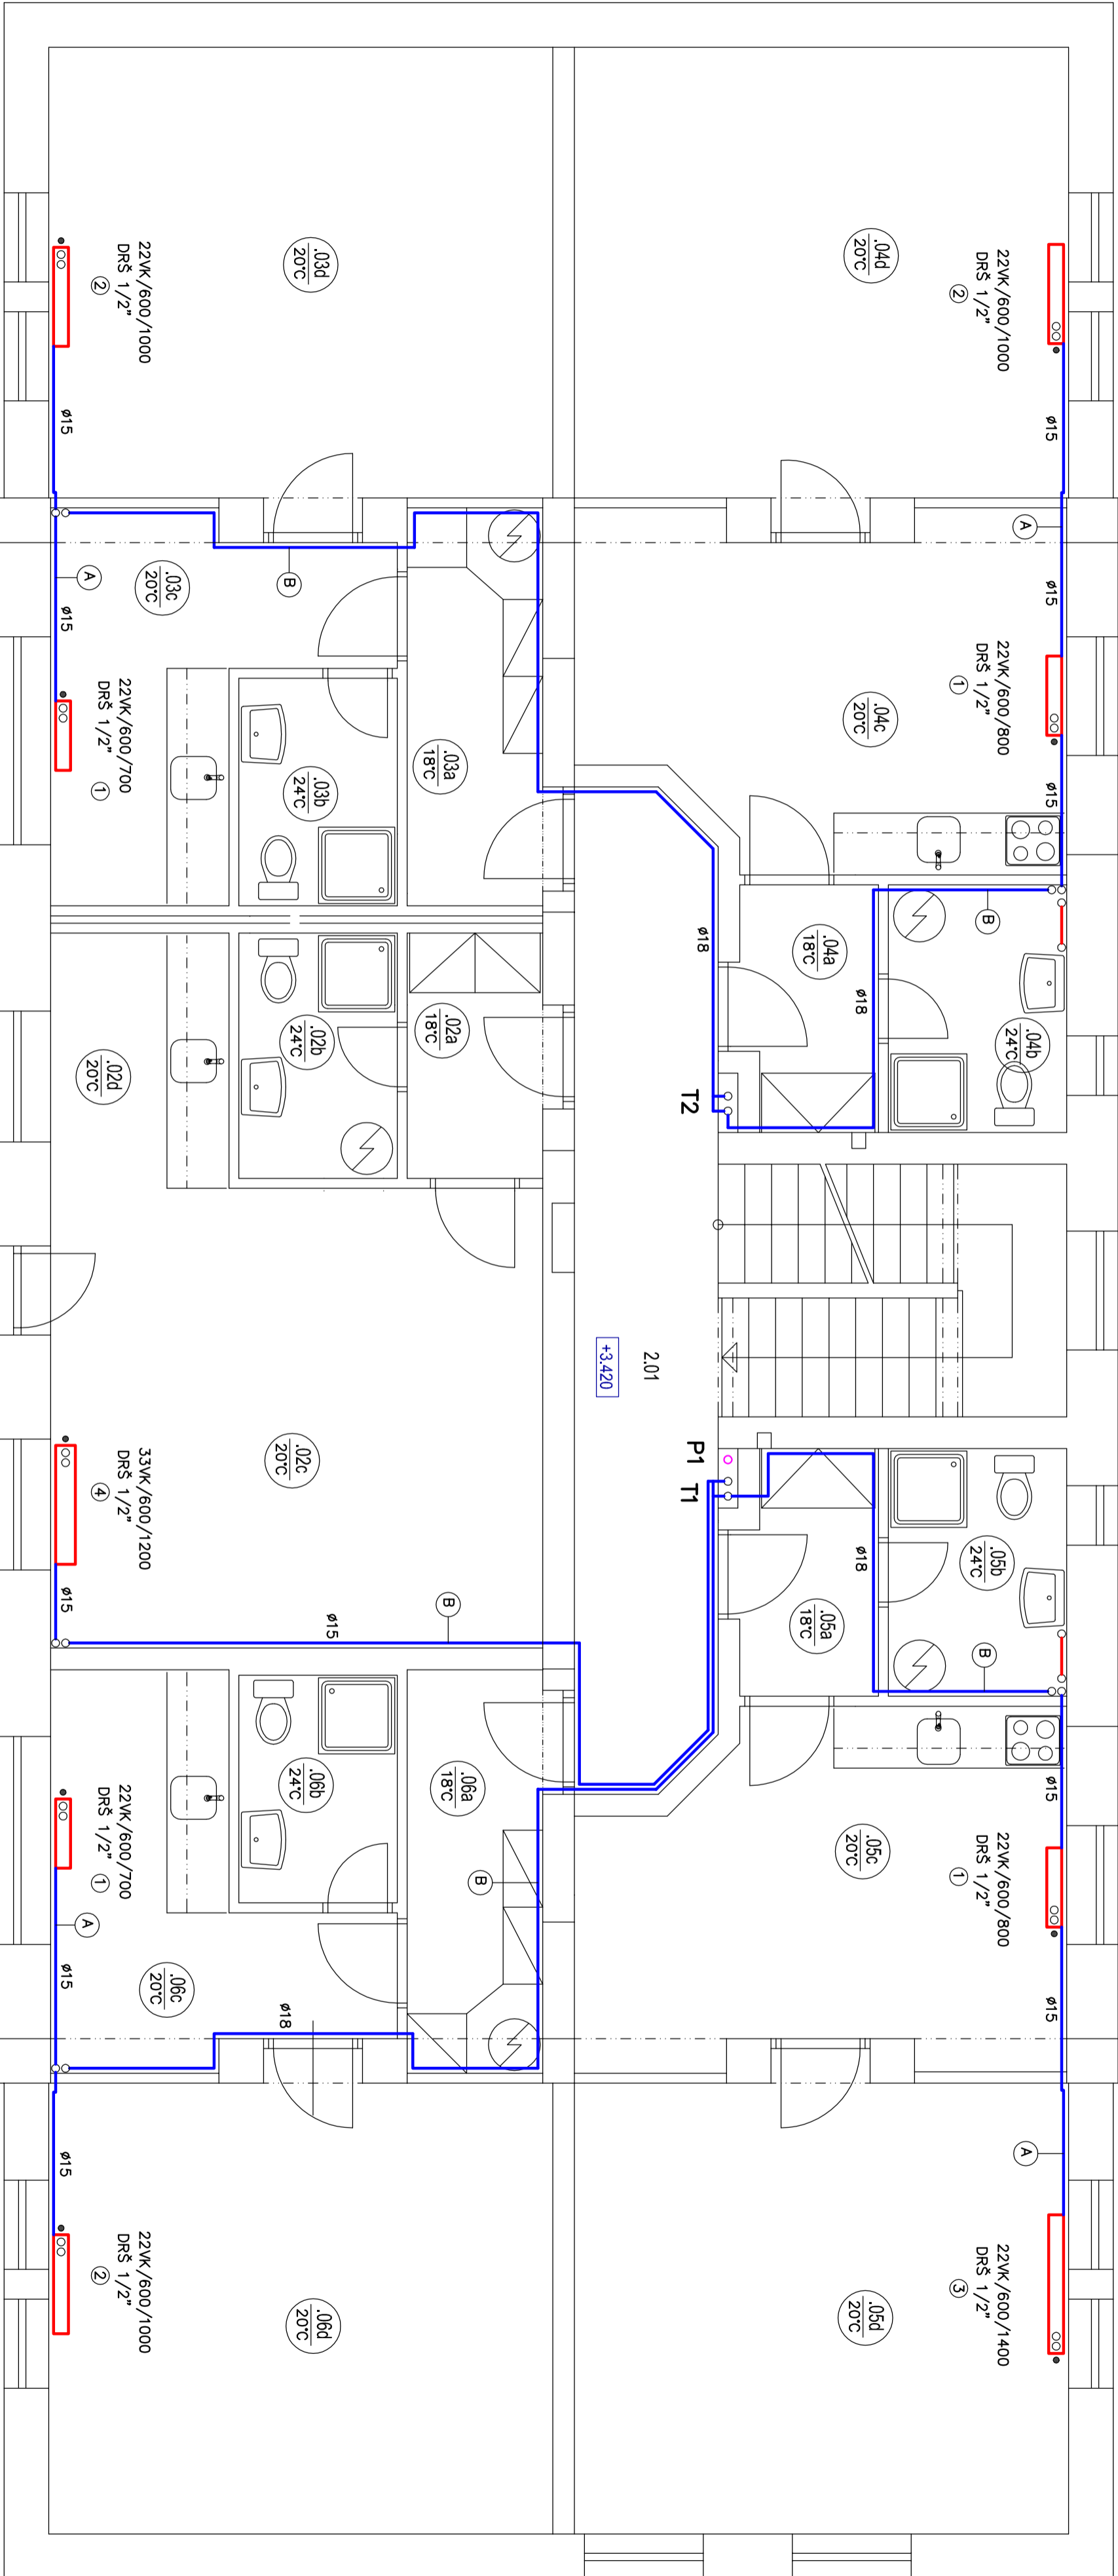 .04d
20°C
22VK/600/1000
DRŠ 1/2"
2
ø15
.03d
20°C
22VK/600/1000
DRŠ 1/2"
2
ø15
A
ø15
22VK/600/800
DRŠ 1/2"
1
.04c
20°C
ø15
B
.03c
20°C
A
ø15
22VK/600/700
DRŠ 1/2"
1
.03b
24°C
.03a
18°C
ø18
.04a
18°C
ø18
B
.04b
24°C
T2
.02a
18°C
.02b
24°C
.02d
20°C
2.01
+3.420
P1
T1
.02c
20°C
33VK/600/1200
DRŠ 1/2"
4
ø15
ø15
B
ø18
.05a
18°C
.05b
24°C
B
ø15
22VK/600/800
DRŠ 1/2"
1
.05c
20°C
ø15
.06a
18°C
B
.06b
24°C
22VK/600/700
DRŠ 1/2"
1
A
ø15
.06c
20°C
ø18
A
22VK/600/1400
DRŠ 1/2"
3
.05d
20°C
ø15
22VK/600/1000
DRŠ 1/2"
2
.06d
20°C